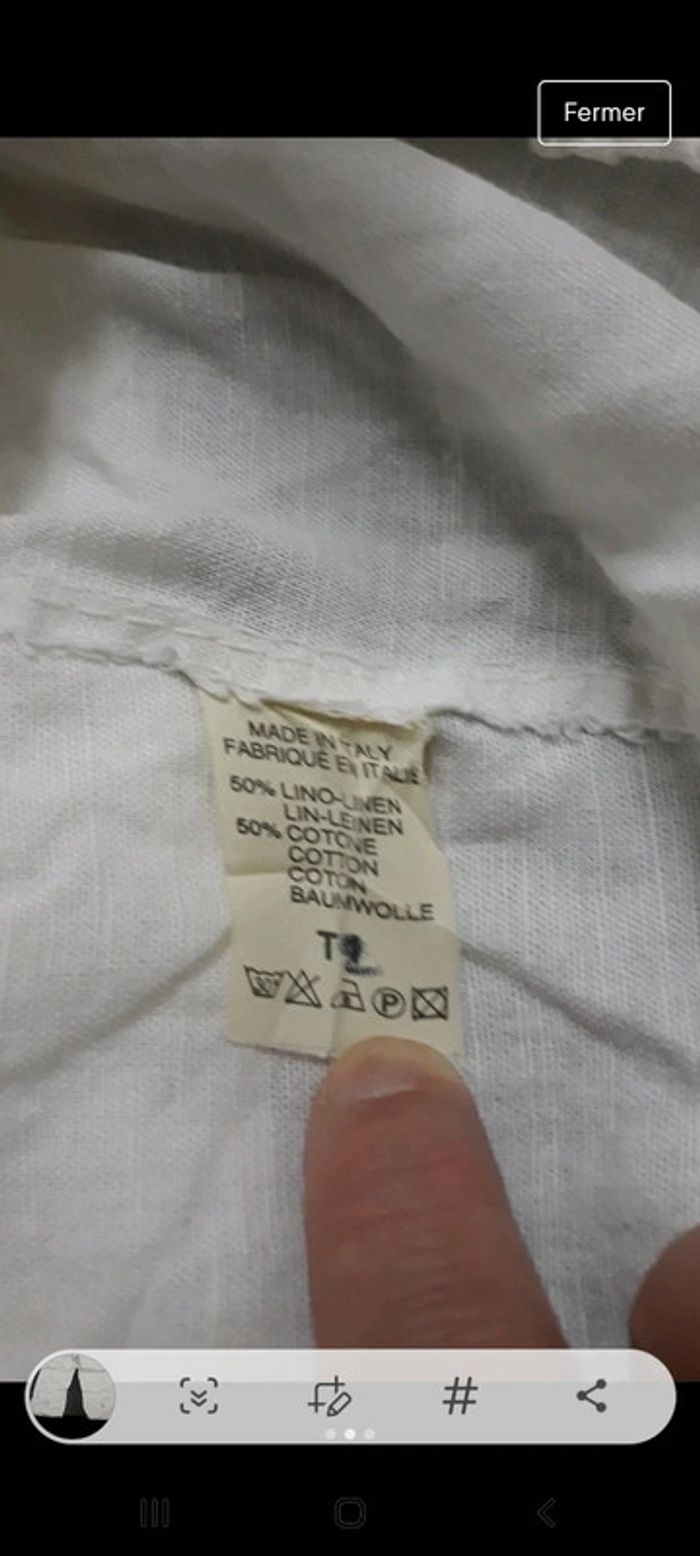 Fermer
MADE IN ITALY
FABRIQUÉ EN ITALIE
50% LINO-LINEN
LIN-LEINEN
50% COTONE
COTTON
COTON
BAUMWOLLE
T
P